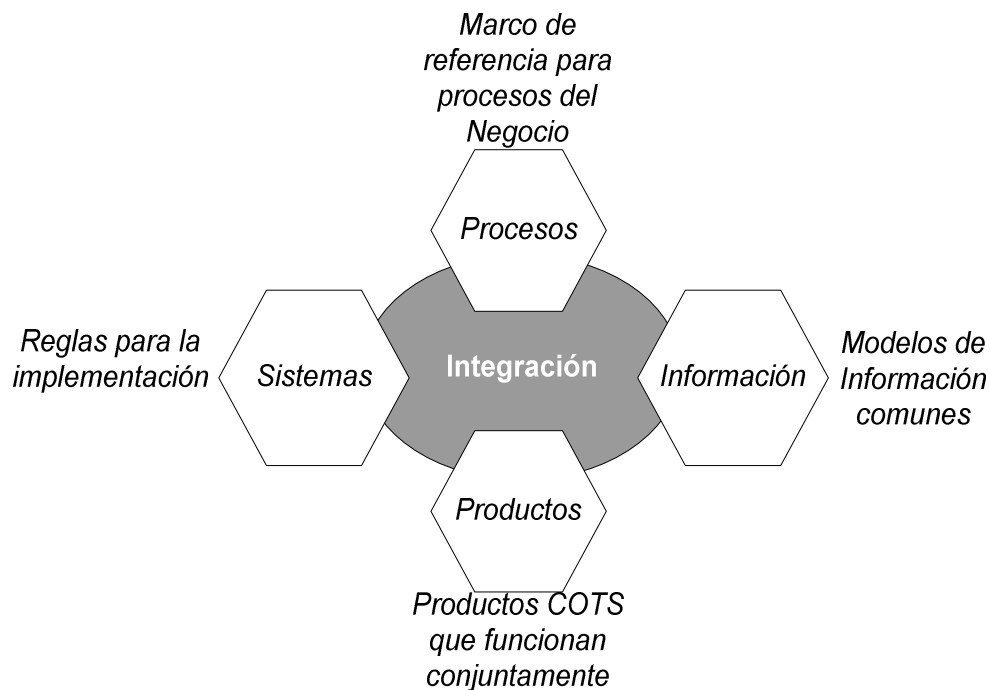 Marco de
referencia para
procesos del
Negocio
Procesos
Reglas para la
implementación
Sistemas
Integración
Información
Modelos de
Información
comunes
Productos
Productos COTS
que funcionan
conjuntamente